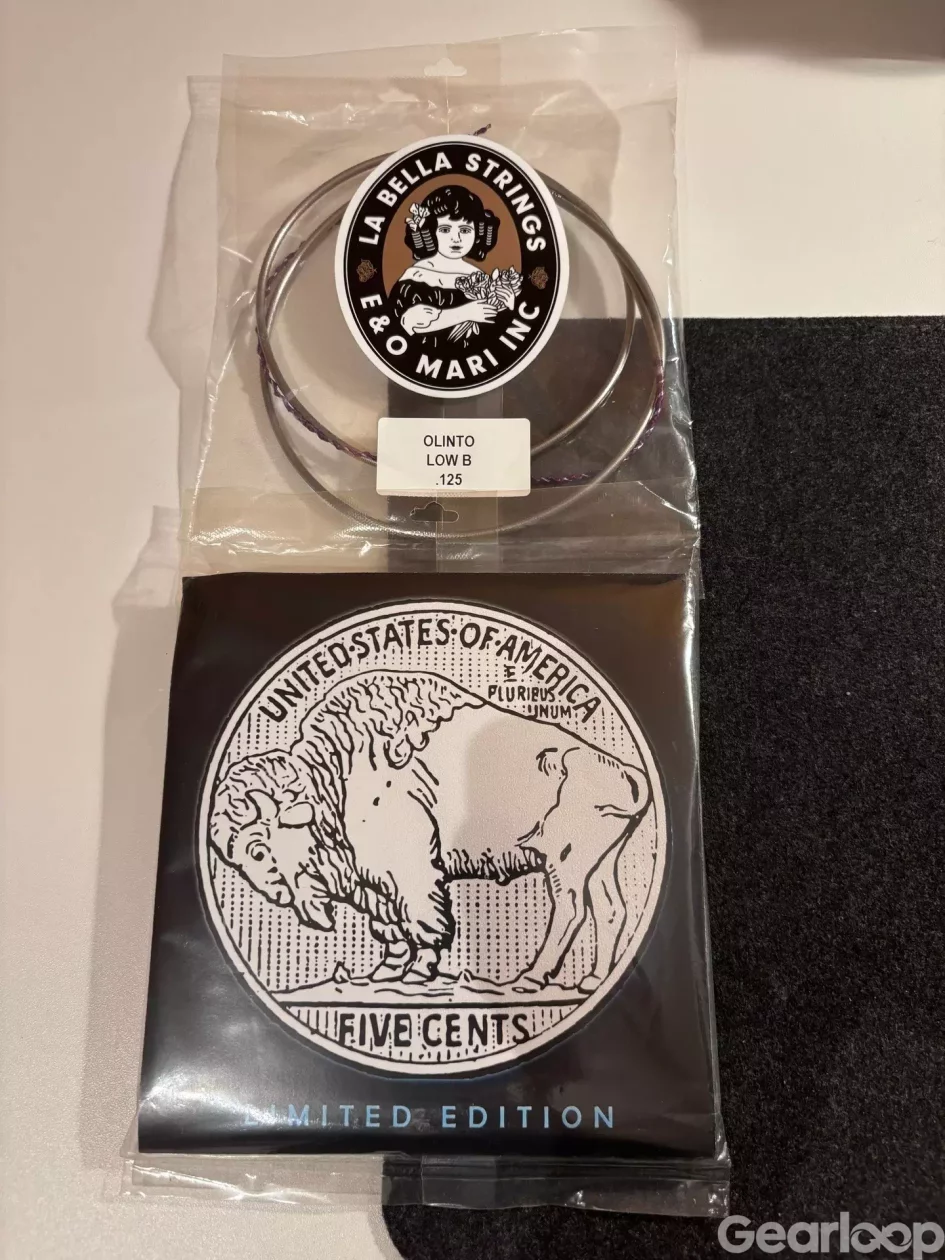 LA BELLA STRINGS
E&O MARI INC
OLINTO
LOW B
.125
UNITED·STATES·OF·AMERICA
E
PLURIBUS
UNUM
FIVE CENTS
LIMITED EDITION
Gearloop